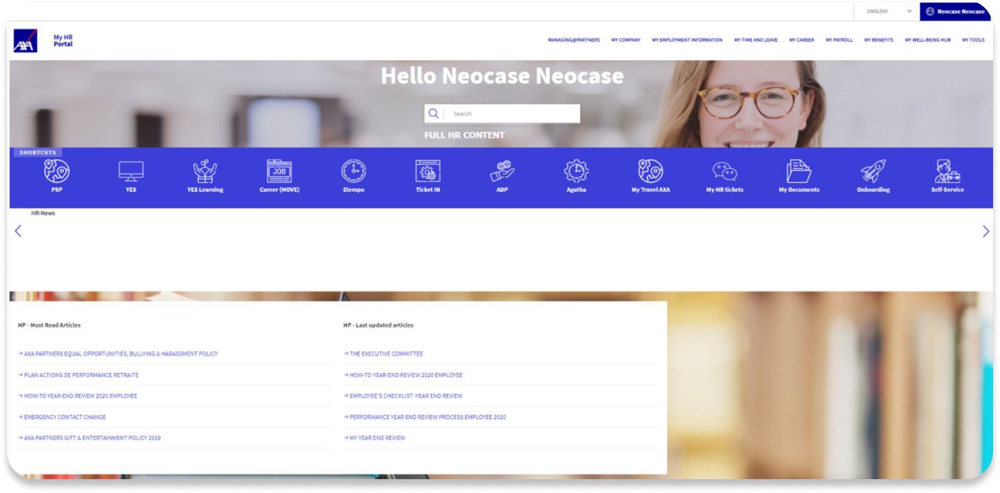 ENGLISH
Neocase Neocase
AXA
My HR
Portal
MANAGING@PARTNERS MY COMPANY MY EMPLOYMENT INFORMATION MY TIME AND LEAVE MY CAREER MY PAYROLL MY BENEFITS MY WELL-BEING HUB MY TOOLS
Hello Neocase Neocase
Search
FULL HR CONTENT
SHORTCUTS
JOB
PSP YES YES Learning Career (MOVE) Etempo Ticket IN ADP Agatha My Travel AXA My HR tickets My Documents Onboarding Self-Service
HR-News
HP - Most Read Articles
→ AXA PARTNERS EQUAL OPPORTUNITIES, BULLYING & HARASSMENT POLICY
→ PLAN ACTIONS DE PERFORMANCE RETRAITE
→ HOW-TO YEAR-END REVIEW 2020 EMPLOYEE
→ EMERGENCY CONTACT CHANGE
→ AXA PARTNERS GIFT & ENTERTAINMENT POLICY 2019
HP - Last updated articles
→ THE EXECUTIVE COMMITTEE
→ HOW-TO YEAR-END REVIEW 2020 EMPLOYEE
→ EMPLOYEE'S CHECKLIST -YEAR END REVIEW
→ PERFORMANCE YEAR END REVIEW PROCESS EMPLOYEE 2020
→ MY YEAR END REVIEW